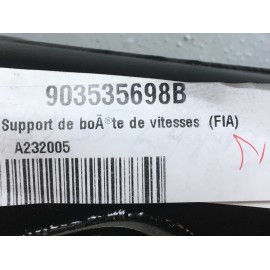 903535698B
Support de boÃ®te de vitesses (FIA)
A232005